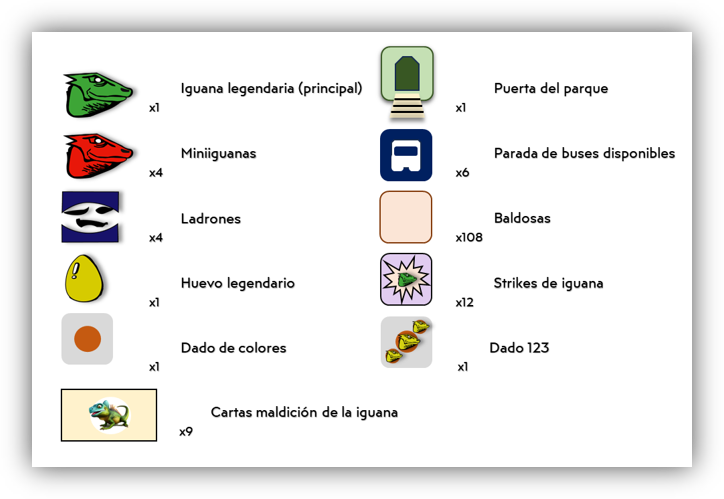 Iguana legendaria (principal)
x1
Miniiguanas
x4
Ladrones
x4
Huevo legendario
x1
Dado de colores
x1
Cartas maldición de la iguana
x9
Puerta del parque
x1
Parada de buses disponibles
x6
Baldosas
x108
Strikes de iguana
x12
Dado 123
x1